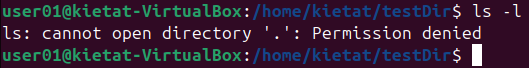 user01@kietat-VirtualBox:/home/kietat/testDir$ ls -l
ls: cannot open directory '.': Permission denied
user01@kietat-VirtualBox:/home/kietat/testDir$